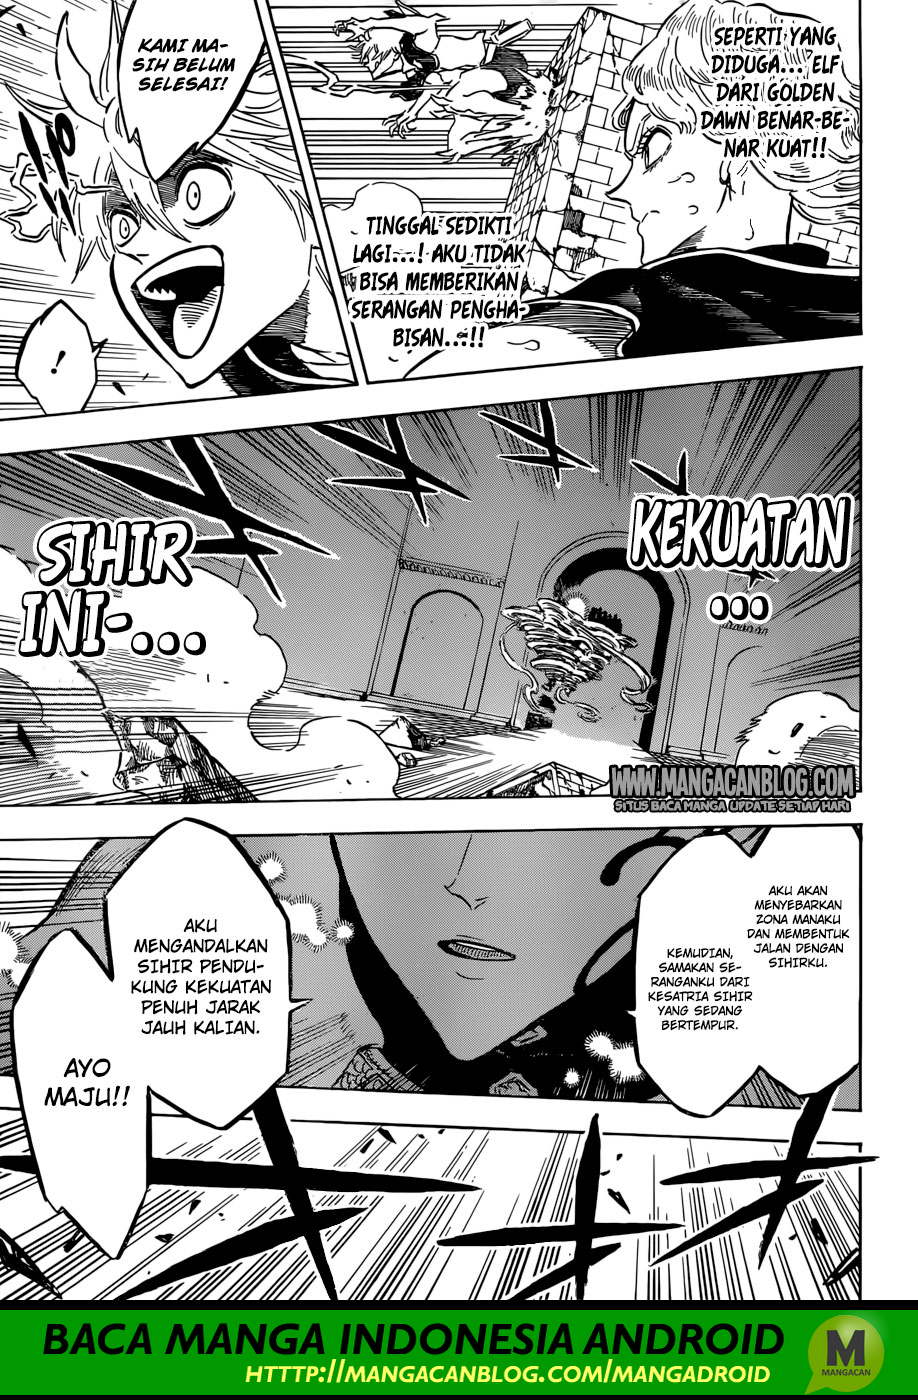 SEPERTI YANG
DIDUGA... ELF
DARI GOLDEN
DAWN BENAR-BE-
NAR KUAT!!
TINGGAL SEDIKTI
LAGI...! AKU TIDAK
BISA MEMBERIKAN
SERANGAN PENGHA-
BISAN...!!
KAMI MA-
SIH BELUM
SELESAI!
!
KEKUATAN
...
SIHIR
INI-...
WWW.MANGACANBLOG.COM
SITUS BACA MANGA UPDATE SETIAP HARI
AKU AKAN
MENYEBARKAN
ZONA MANAKU
DAN MEMBENTUK
JALAN DENGAN
SIHIRKU.
KEMUDIAN,
SAMAKAN SE-
RANGANKU DARI
KESATRIA SIHIR
YANG SEDANG
BERTEMPUR.
AKU
MENGANDALKAN
SIHIR PENDU-
KUNG KEKUATAN
PENUH JARAK
JAUH KALIAN.
AYO
MAJU!!
BACA MANGA INDONESIA ANDROID
HTTTP://MANGACANBLOG.COM/MANGADROID
M
MANGACAN